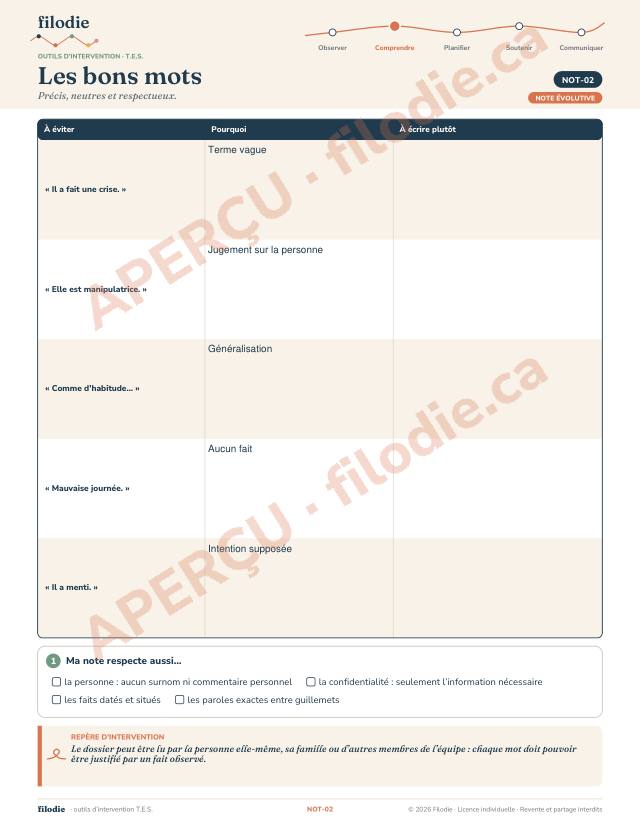 filodie
OUTILS D'INTERVENTION · T.E.S.
Observer Comprendre Planifier Soutenir Communiquer
Les bons mots
Précis, neutres et respectueux.
NOT-02
NOTE ÉVOLUTIVE
À éviter Pourquoi À écrire plutôt
Terme vague
« Il a fait une crise. »
Jugement sur la personne
« Elle est manipulatrice. »
Généralisation
« Comme d'habitude… »
Aucun fait
« Mauvaise journée. »
Intention supposée
« Il a menti. »
APERÇU · filodie.ca
APERÇU · filodie.ca
1 Ma note respecte aussi…
la personne : aucun surnom ni commentaire personnel la confidentialité : seulement l'information nécessaire
les faits datés et situés les paroles exactes entre guillemets
REPÈRE D'INTERVENTION
Le dossier peut être lu par la personne elle-même, sa famille ou d'autres membres de l'équipe : chaque mot doit pouvoir
être justifié par un fait observé.
filodie · outils d'intervention T.E.S. NOT-02 © 2026 Filodie · Licence individuelle · Revente et partage interdits